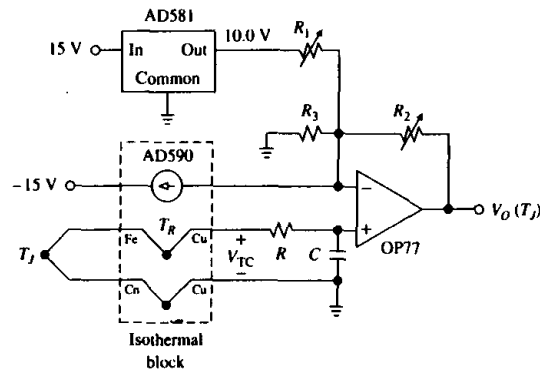 AD581
15 V
In
Out
10.0 V
R1
Common
R3
R2
AD590
−15 V
−
VO (TJ)
TJ
Fe
TR
Cu
+
VTC
−
R
C
+
OP77
Cn
Cu
Isothermal
block